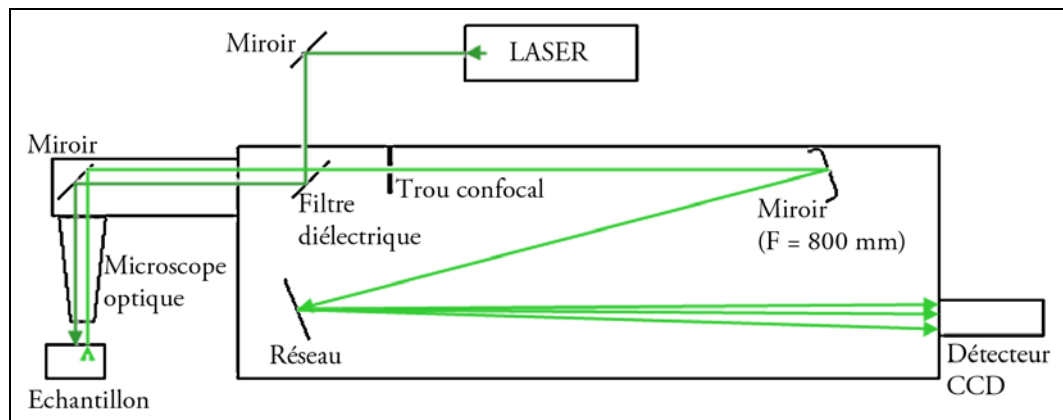 Miroir
LASER
Miroir
Trou confocal
Filtre
diélectrique
Miroir
(F = 800 mm)
Microscope
optique
Réseau
Echantillon
Détecteur
CCD